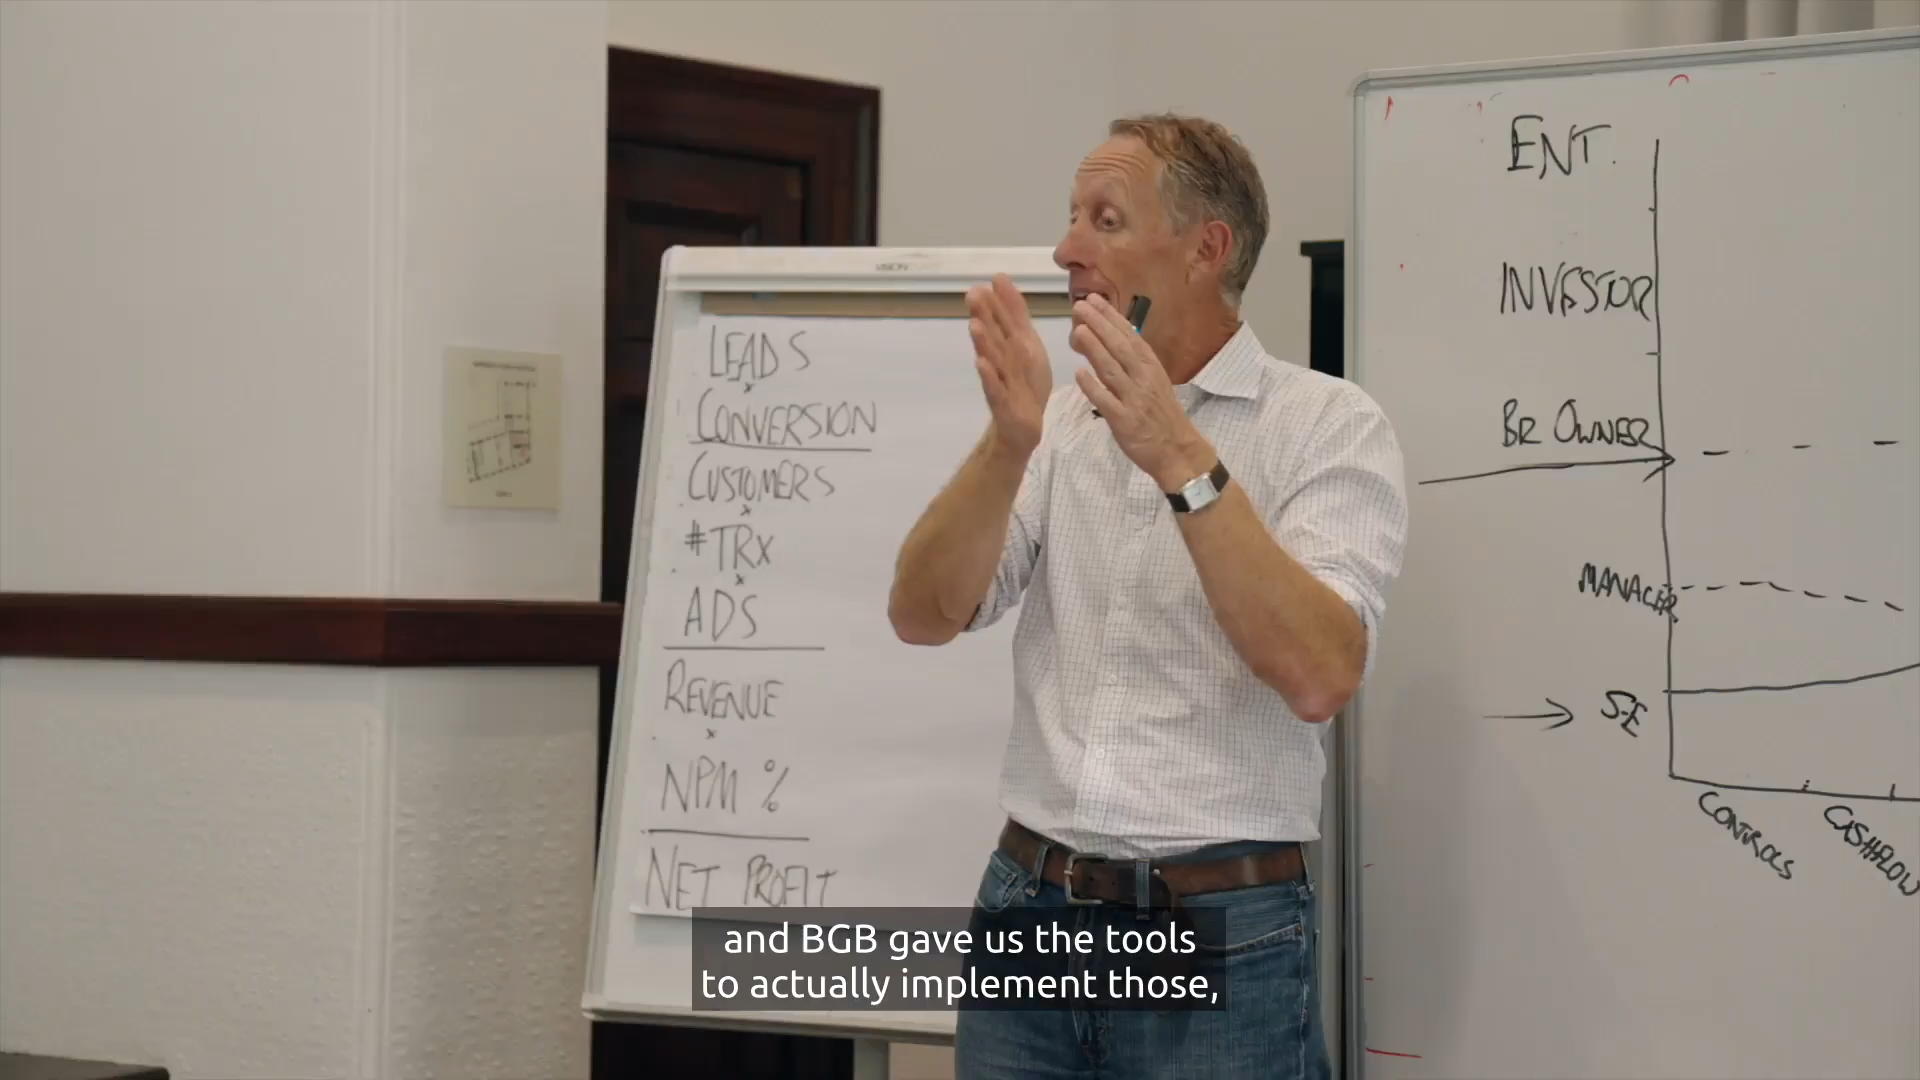 LEADS
x
CONVERSION
CUSTOMERS
x
#TRX
x
ADS
REVENUE
x
NPM %
NET PROFIT
ENT.
INVESTOR
BR OWNER
MANAGER
S-E
CONTROLS
CASHFLOW
and BGB gave us the tools
to actually implement those,